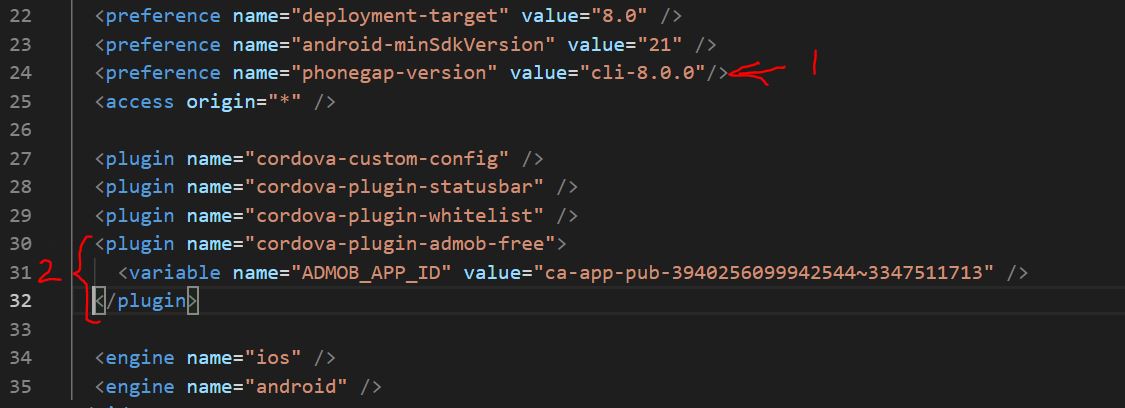 22 <preference name="deployment-target" value="8.0" />
23 <preference name="android-minSdkVersion" value="21" />
24 <preference name="phonegap-version" value="cli-8.0.0"/> 1
25 <access origin="*" />
26
27 <plugin name="cordova-custom-config" />
28 <plugin name="cordova-plugin-statusbar" />
29 <plugin name="cordova-plugin-whitelist" />
30 <plugin name="cordova-plugin-admob-free">
2 31 <variable name="ADMOB_APP_ID" value="ca-app-pub-3940256099942544~3347511713" />
32 </plugin>
33
34 <engine name="ios" />
35 <engine name="android" />